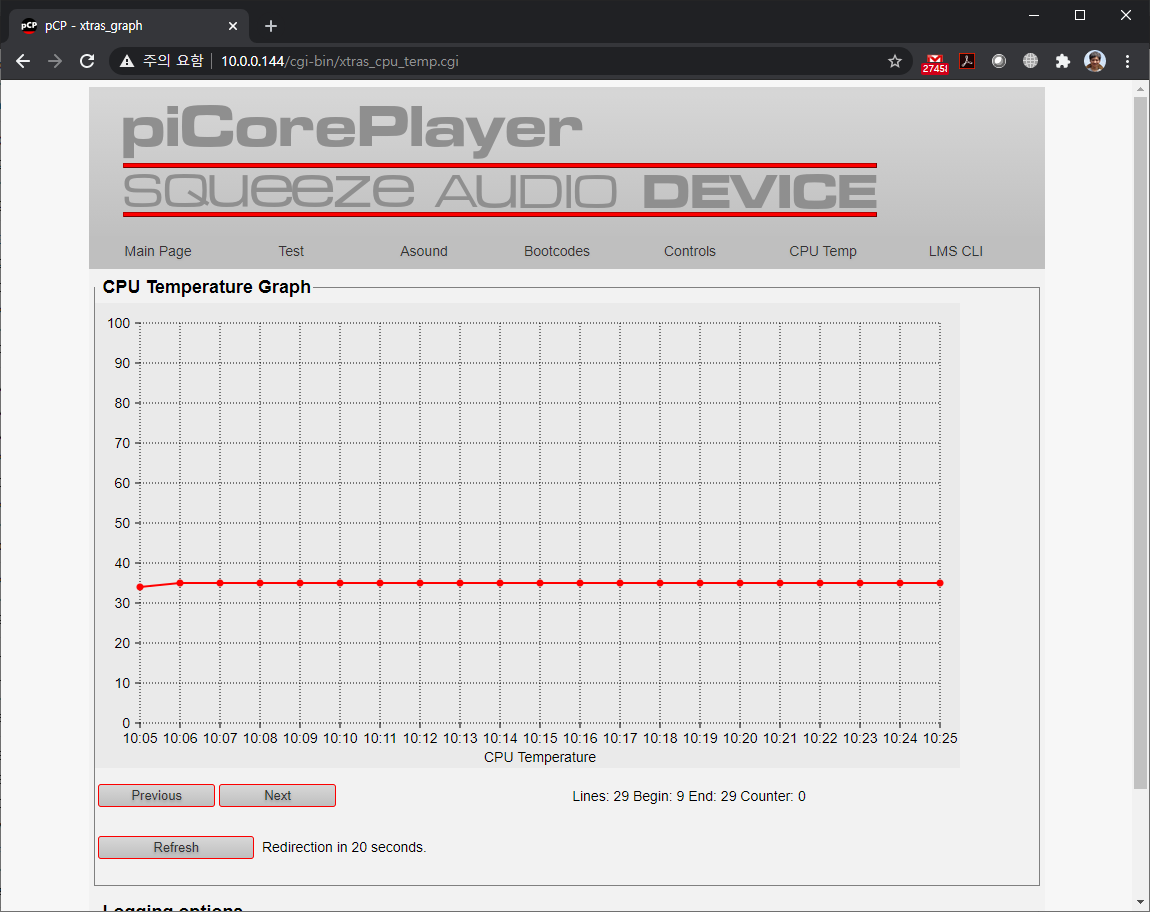 pCP pCP - xtras_graph
주의 요함 10.0.0.144/cgi-bin/xtras_cpu_temp.cgi
piCorePlayer
SQUEEZE AUDIO DEVICE
Main Page Test Asound Bootcodes Controls CPU Temp LMS CLI
CPU Temperature Graph
100
90
80
70
60
50
40
30
20
10
0
10:05 10:06 10:07 10:08 10:09 10:10 10:11 10:12 10:13 10:14 10:15 10:16 10:17 10:18 10:19 10:20 10:21 10:22 10:23 10:24 10:25
CPU Temperature
Previous Next Lines: 29 Begin: 9 End: 29 Counter: 0
Refresh Redirection in 20 seconds.
Logging options